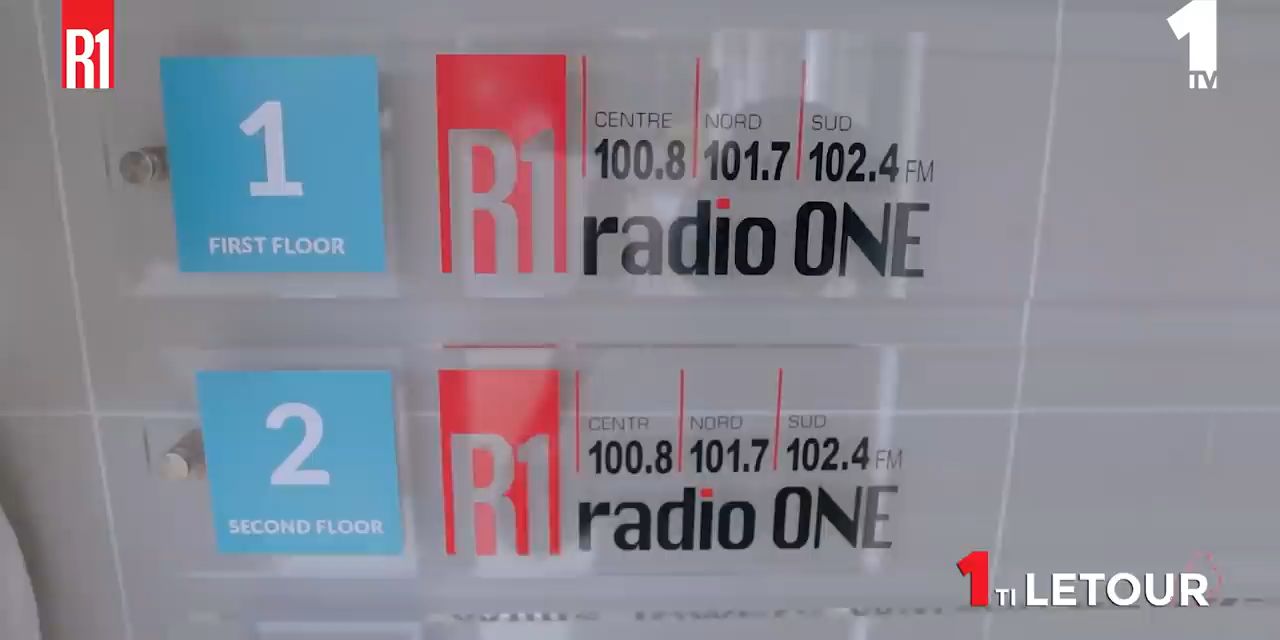 R1
1
TV
1
FIRST FLOOR
R1
CENTRE NORD SUD
100.8 101.7 102.4 FM
radio ONE
2
SECOND FLOOR
R1
CENTR NORD SUD
100.8 101.7 102.4 FM
radio ONE
1 TI LETOUR